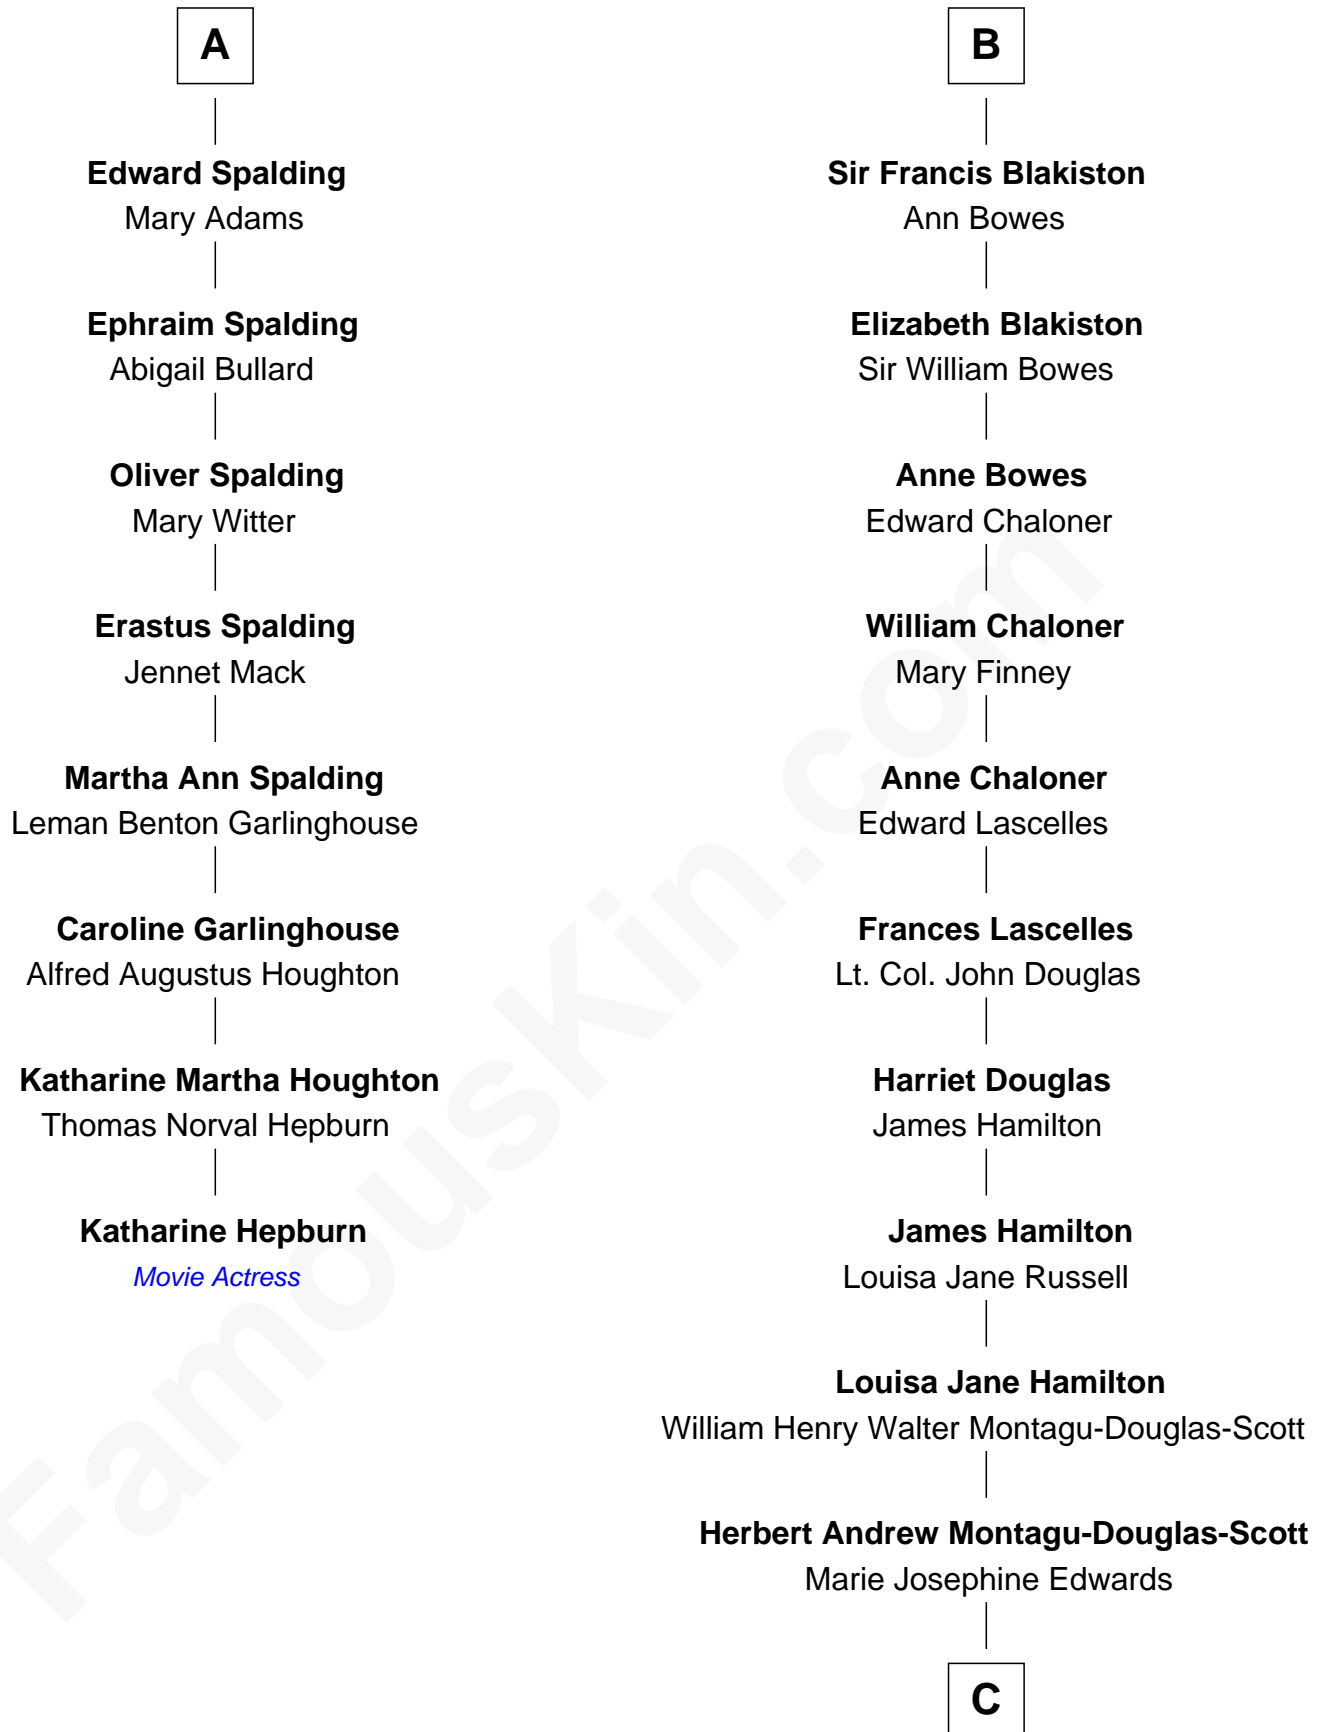 A
Edward Spalding
Mary Adams
Ephraim Spalding
Abigail Bullard
Oliver Spalding
Mary Witter
Erastus Spalding
Jennet Mack
Martha Ann Spalding
Leman Benton Garlinghouse
Caroline Garlinghouse
Alfred Augustus Houghton
Katharine Martha Houghton
Thomas Norval Hepburn
Katharine Hepburn
Movie Actress
B
Sir Francis Blakiston
Ann Bowes
Elizabeth Blakiston
Sir William Bowes
Anne Bowes
Edward Chaloner
William Chaloner
Mary Finney
Anne Chaloner
Edward Lascelles
Frances Lascelles
Lt. Col. John Douglas
Harriet Douglas
James Hamilton
James Hamilton
Louisa Jane Russell
Louisa Jane Hamilton
William Henry Walter Montagu-Douglas-Scott
Herbert Andrew Montagu-Douglas-Scott
Marie Josephine Edwards
C
FamousKin.com